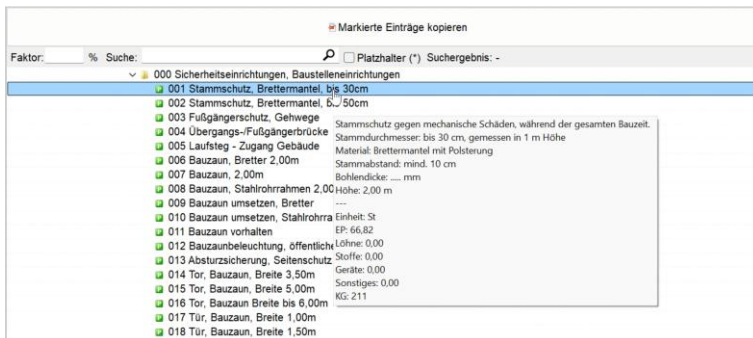 Markierte Einträge kopieren
Faktor: % Suche: Platzhalter (*) Suchergebnis: -
000 Sicherheitseinrichtungen, Baustelleneinrichtungen
001 Stammschutz, Brettermantel, bis 30cm
002 Stammschutz, Brettermantel, b 50cm
003 Fußgängerschutz, Gehwege
004 Übergangs-/Fußgängerbrücke
005 Laufsteg - Zugang Gebäude
006 Bauzaun, Bretter 2,00m
007 Bauzaun, 2,00m
008 Bauzaun, Stahlrohrrahmen 2,00
009 Bauzaun umsetzen, Bretter
010 Bauzaun umsetzen, Stahlrohrra
011 Bauzaun vorhalten
012 Bauzaunbeleuchtung, öffentliche
013 Absturzsicherung, Seitenschutz
014 Tor, Bauzaun, Breite 3,50m
015 Tor, Bauzaun, Breite 5,00m
016 Tor, Bauzaun Breite bis 6,00m
017 Tür, Bauzaun, Breite 1,00m
018 Tür, Bauzaun, Breite 1,50m
Stammschutz gegen mechanische Schäden, während der gesamten Bauzeit.
Stammdurchmesser: bis 30 cm, gemessen in 1 m Höhe
Material: Brettermantel mit Polsterung
Stammabstand: mind. 10 cm
Bohlendicke: ..... mm
Höhe: 2,00 m
---
Einheit: St
EP: 66,82
Löhne: 0,00
Stoffe: 0,00
Geräte: 0,00
Sonstiges: 0,00
KG: 211